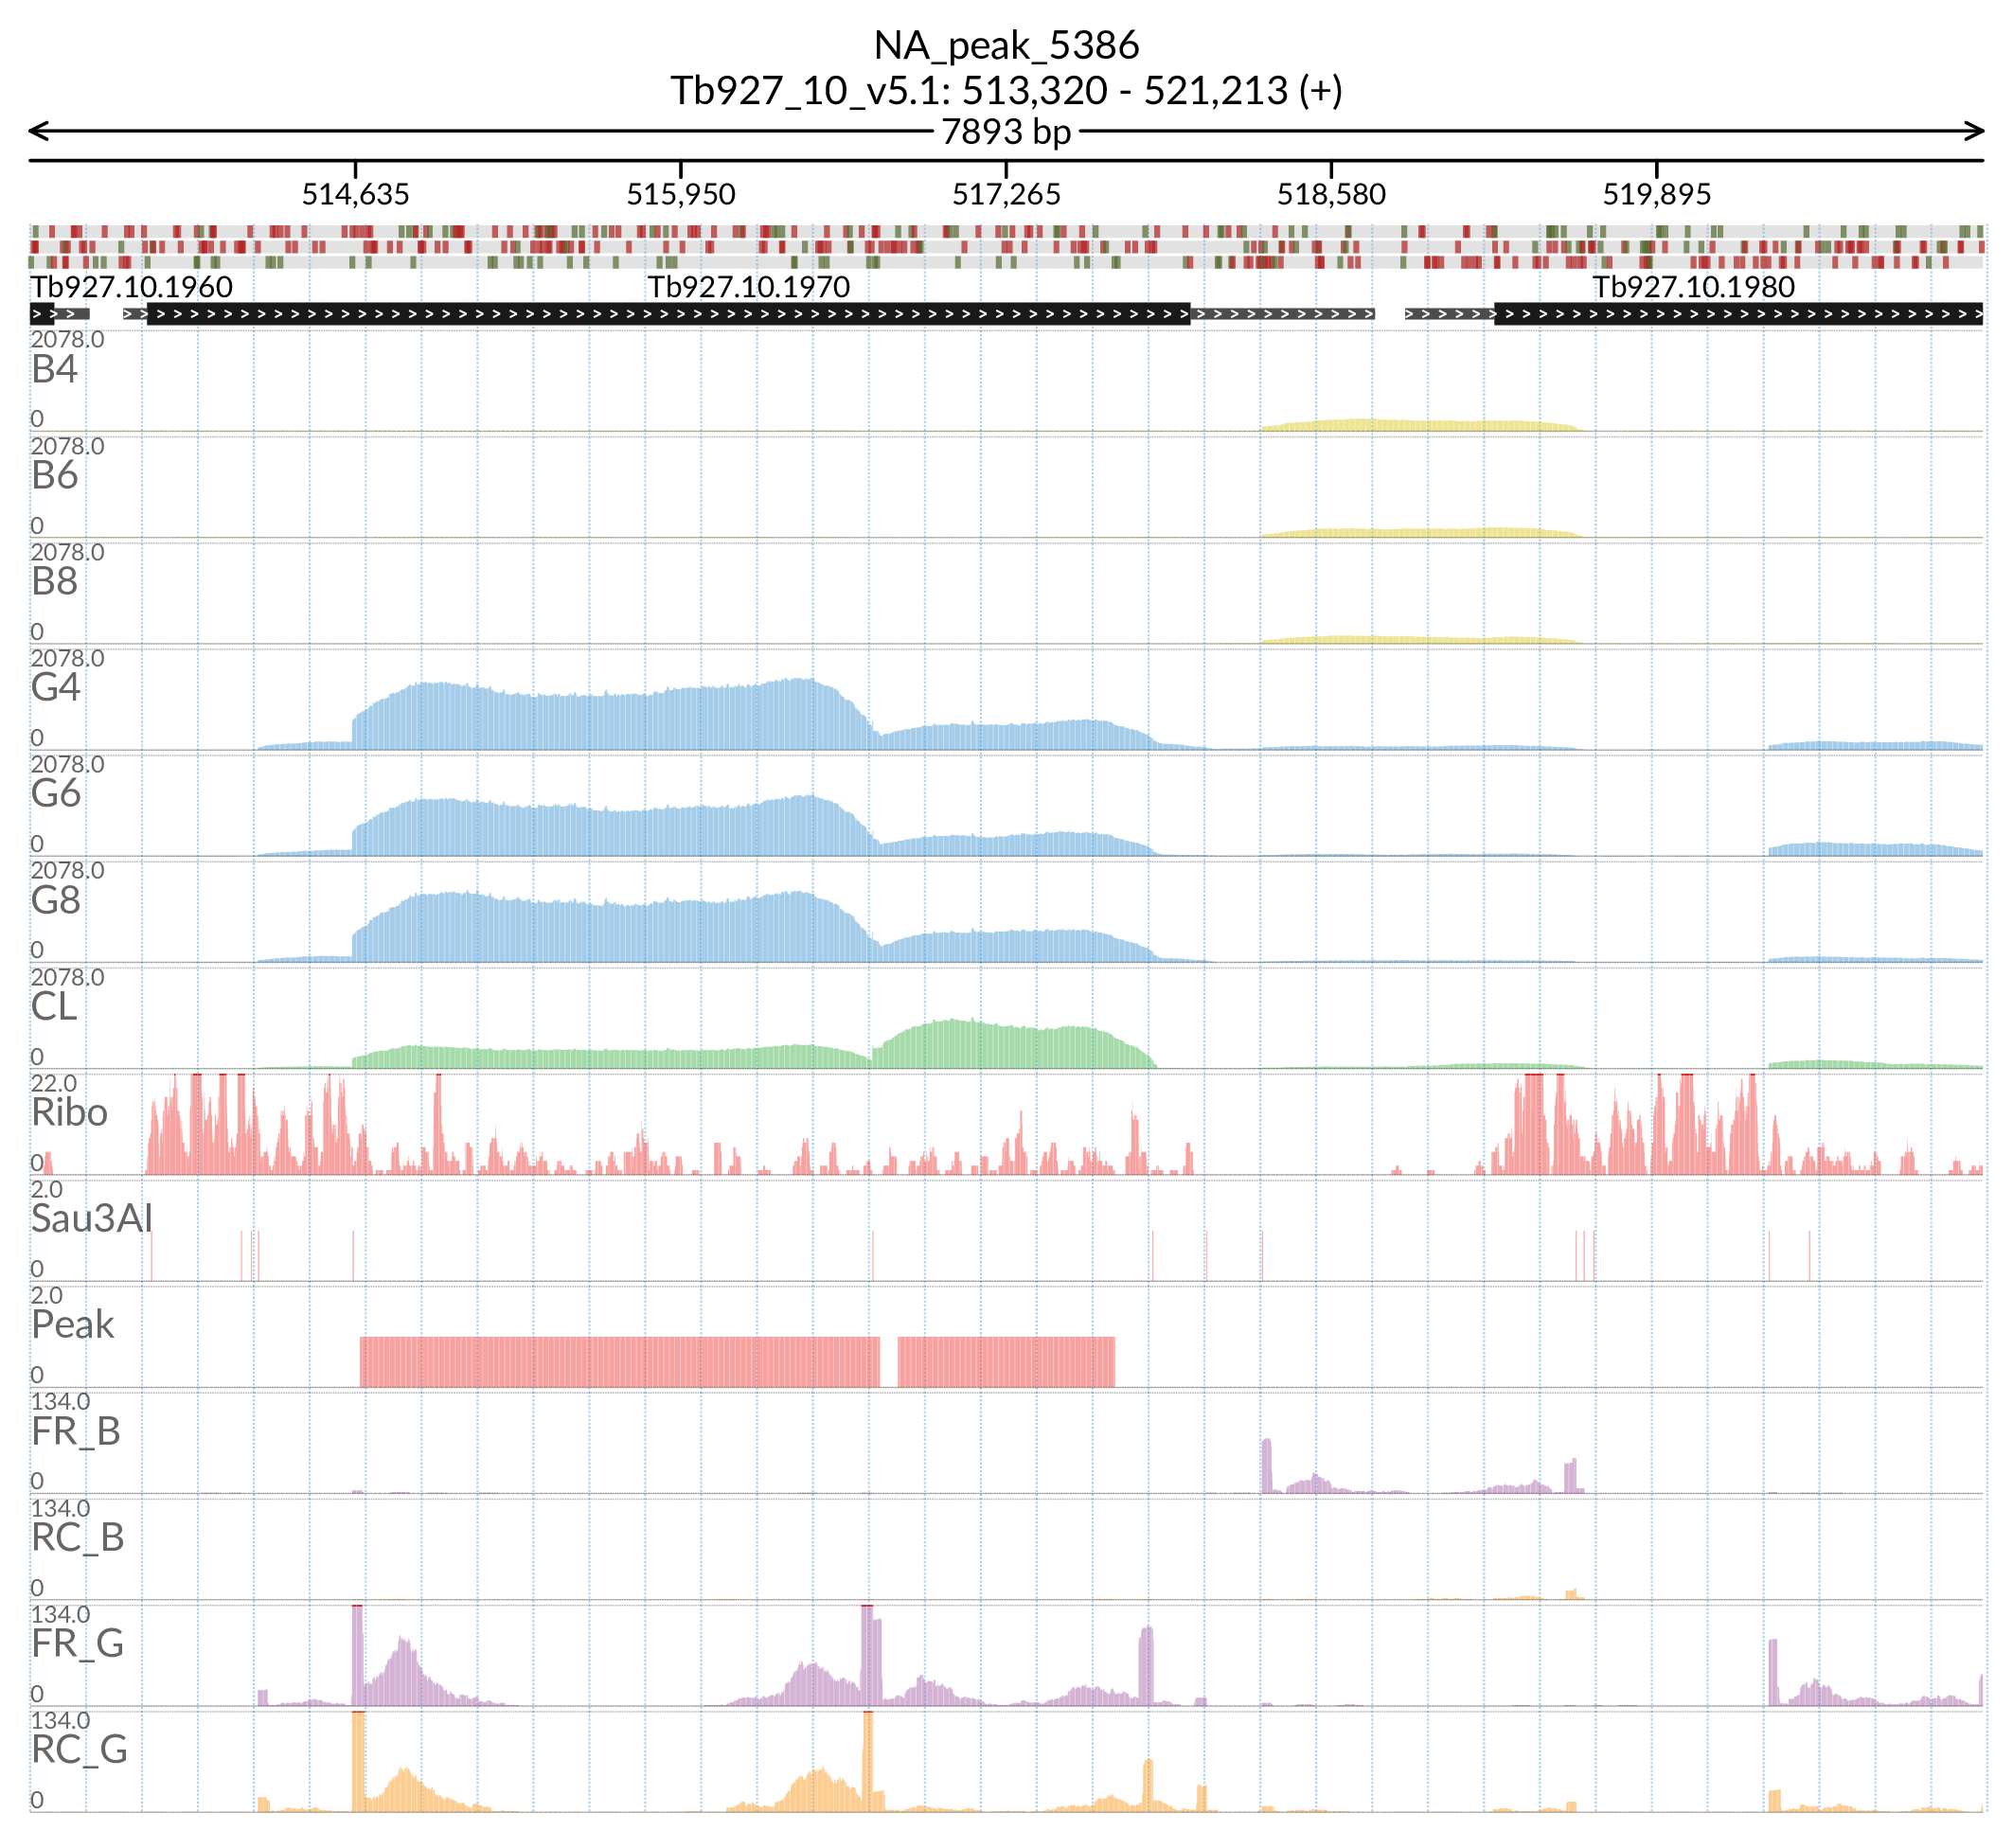 NA_peak_5386
Tb927_10_v5.1: 513,320 - 521,213 (+)
7893 bp
514,635 515,950 517,265 518,580 519,895
Tb927.10.1960 Tb927.10.1970 Tb927.10.1980
2078.0
B4
0
2078.0
B6
0
2078.0
B8
0
2078.0
G4
0
2078.0
G6
0
2078.0
G8
0
2078.0
CL
0
22.0
Ribo
0
2.0
Sau3AI
0
2.0
Peak
0
134.0
FR_B
0
134.0
RC_B
0
134.0
FR_G
0
134.0
RC_G
0